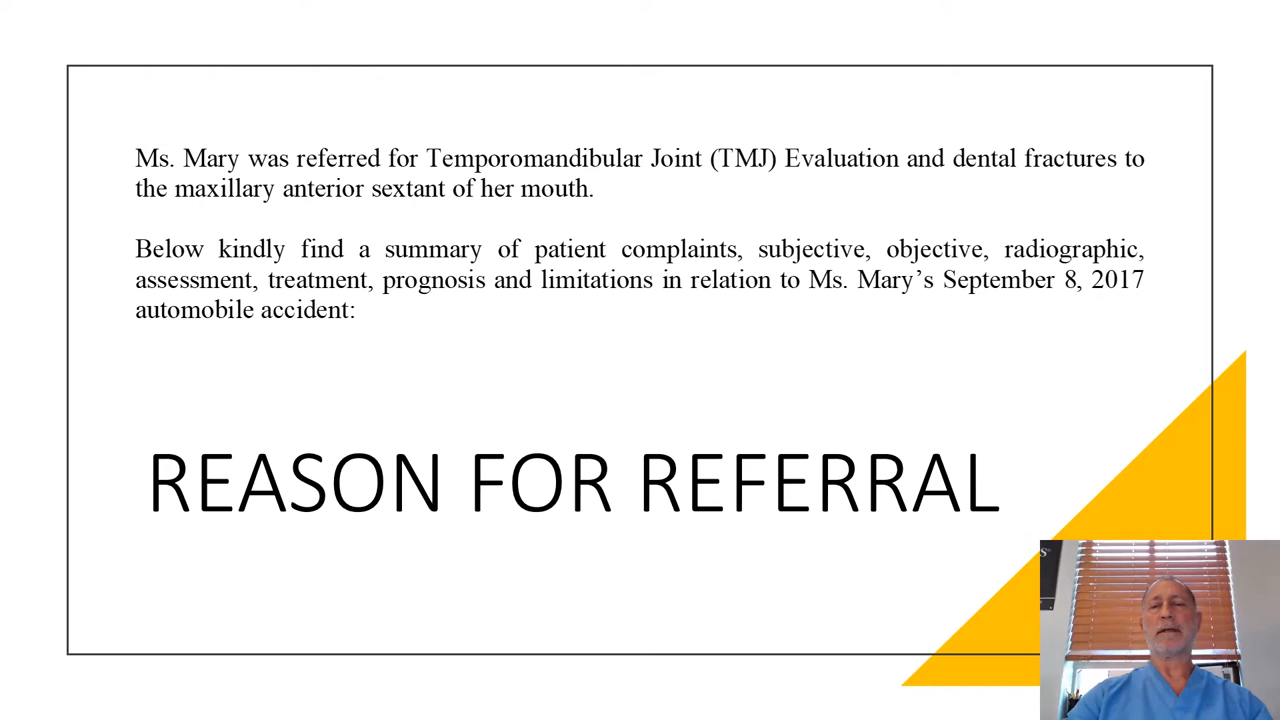 Ms. Mary was referred for Temporomandibular Joint (TMJ) Evaluation and dental fractures to
the maxillary anterior sextant of her mouth.
Below kindly find a summary of patient complaints, subjective, objective, radiographic,
assessment, treatment, prognosis and limitations in relation to Ms. Mary’s September 8, 2017
automobile accident:
REASON FOR REFERRAL